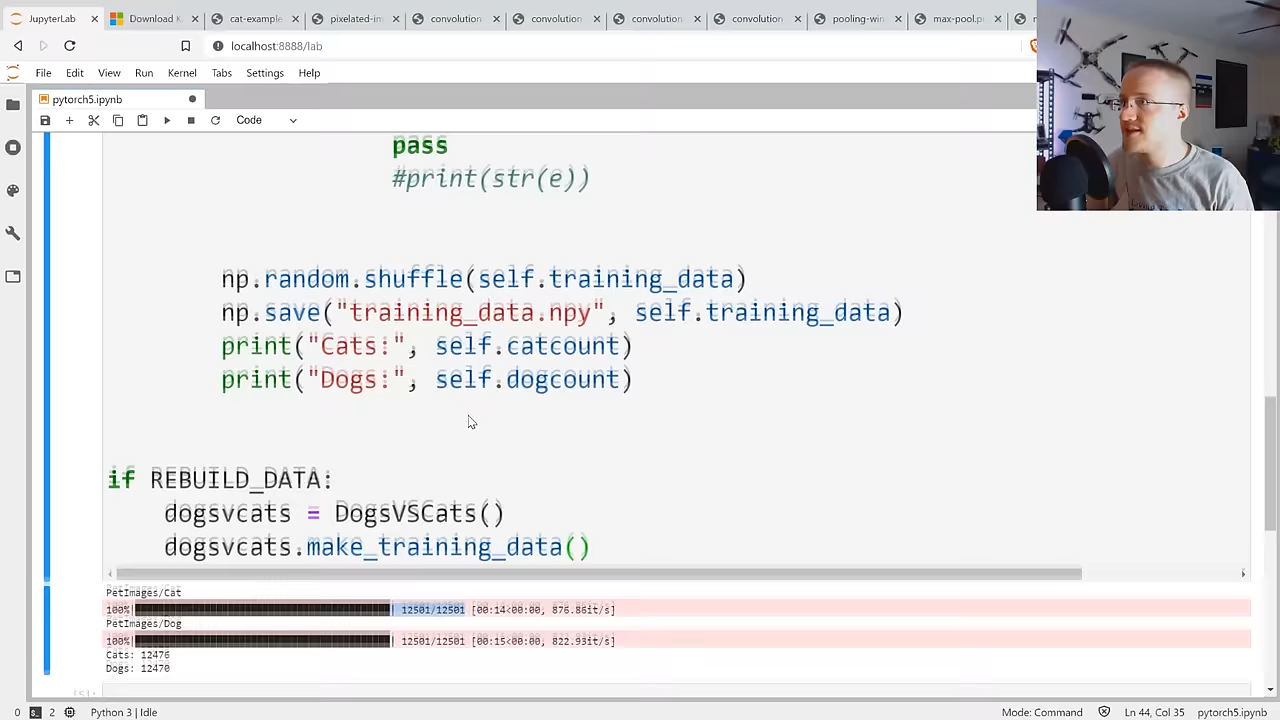 JupyterLab
Download K
cat-example
pixelated-im
convolution
convolution
convolution
convolution
pooling-win
max-pool.p
localhost:8888/lab
File Edit View Run Kernel Tabs Settings Help
pytorch5.ipynb
Code
pass
#print(str(e))
np.random.shuffle(self.training_data)
np.save("training_data.npy", self.training_data)
print("Cats:", self.catcount)
print("Dogs:", self.dogcount)
if REBUILD_DATA:
dogsvcats = DogsVSCats()
dogsvcats.make_training_data()
PetImages/Cat
100%| | 12501/12501 [00:14<00:00, 876.86it/s]
PetImages/Dog
100%| | 12501/12501 [00:15<00:00, 822.93it/s]
Cats: 12476
Dogs: 12470
[5]:
0 2 Python 3 | Idle Mode: Command Ln 44, Col 35 pytorch5.ipynb